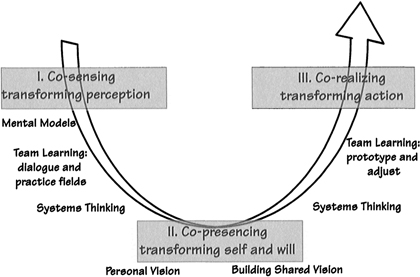 I. Co-sensing
transforming perception
III. Co-realizing
transforming action
Mental Models
Team Learning:
dialogue and
practice fields
Team Learning:
prototype and
adjust
Systems Thinking
Systems Thinking
II. Co-presencing
transforming self and will
Personal Vision
Building Shared Vision